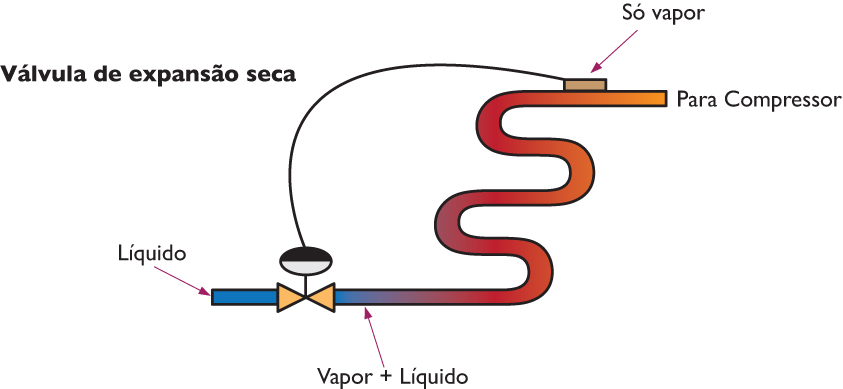 Só vapor
Válvula de expansão seca
Para Compressor
Líquido
Vapor + Líquido